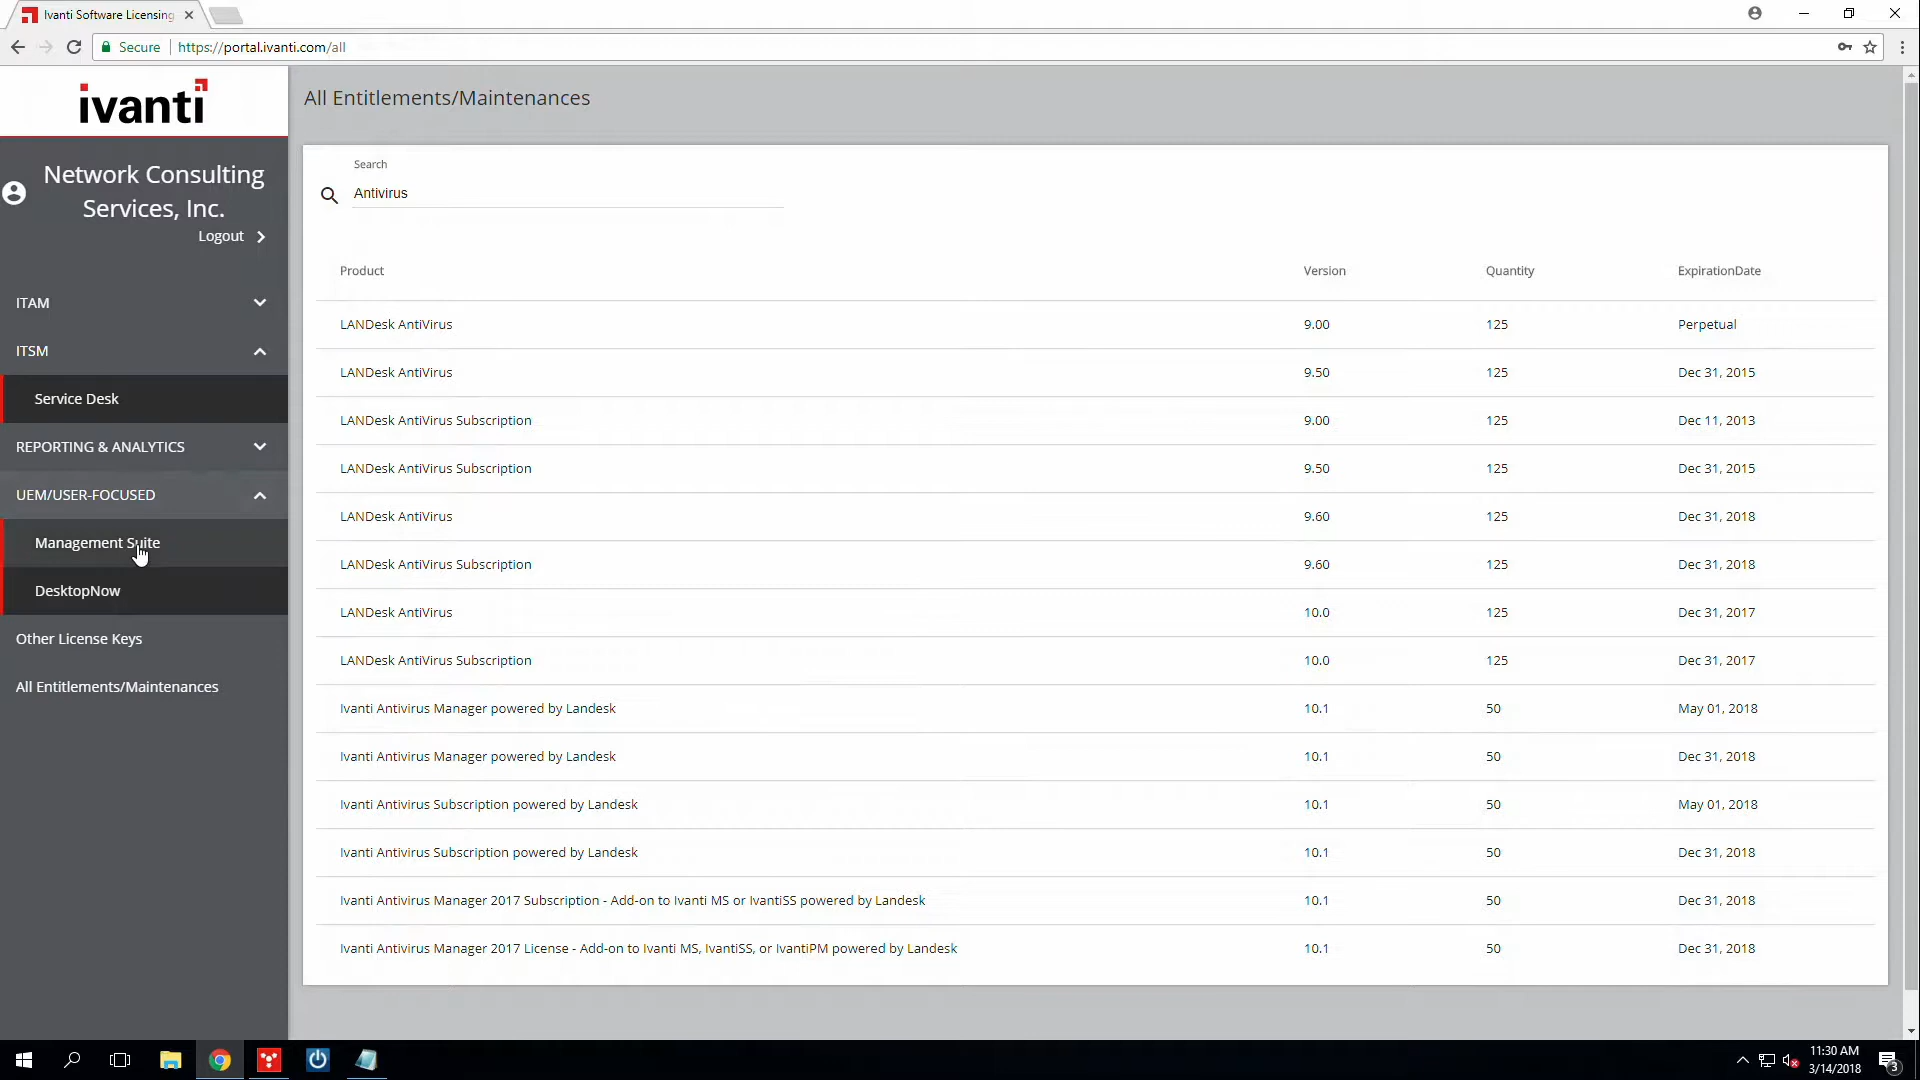 Ivanti Software Licensing
Secure
https://portal.ivanti.com/all
ivanti
Network Consulting
Services, Inc.
Logout
ITAM
ITSM
Service Desk
REPORTING & ANALYTICS
UEM/USER-FOCUSED
Management Suite
DesktopNow
Other License Keys
All Entitlements/Maintenances
All Entitlements/Maintenances
Search
Antivirus
Product Version Quantity ExpirationDate
LANDesk AntiVirus 9.00 125 Perpetual
LANDesk AntiVirus 9.50 125 Dec 31, 2015
LANDesk AntiVirus Subscription 9.00 125 Dec 11, 2013
LANDesk AntiVirus Subscription 9.50 125 Dec 31, 2015
LANDesk AntiVirus 9.60 125 Dec 31, 2018
LANDesk AntiVirus Subscription 9.60 125 Dec 31, 2018
LANDesk AntiVirus 10.0 125 Dec 31, 2017
LANDesk AntiVirus Subscription 10.0 125 Dec 31, 2017
Ivanti Antivirus Manager powered by Landesk 10.1 50 May 01, 2018
Ivanti Antivirus Manager powered by Landesk 10.1 50 Dec 31, 2018
Ivanti Antivirus Subscription powered by Landesk 10.1 50 May 01, 2018
Ivanti Antivirus Subscription powered by Landesk 10.1 50 Dec 31, 2018
Ivanti Antivirus Manager 2017 Subscription - Add-on to Ivanti MS or IvantiSS powered by Landesk 10.1 50 Dec 31, 2018
Ivanti Antivirus Manager 2017 License - Add-on to Ivanti MS, IvantiSS, or IvantiPM powered by Landesk 10.1 50 Dec 31, 2018
11:30 AM
3/14/2018
3